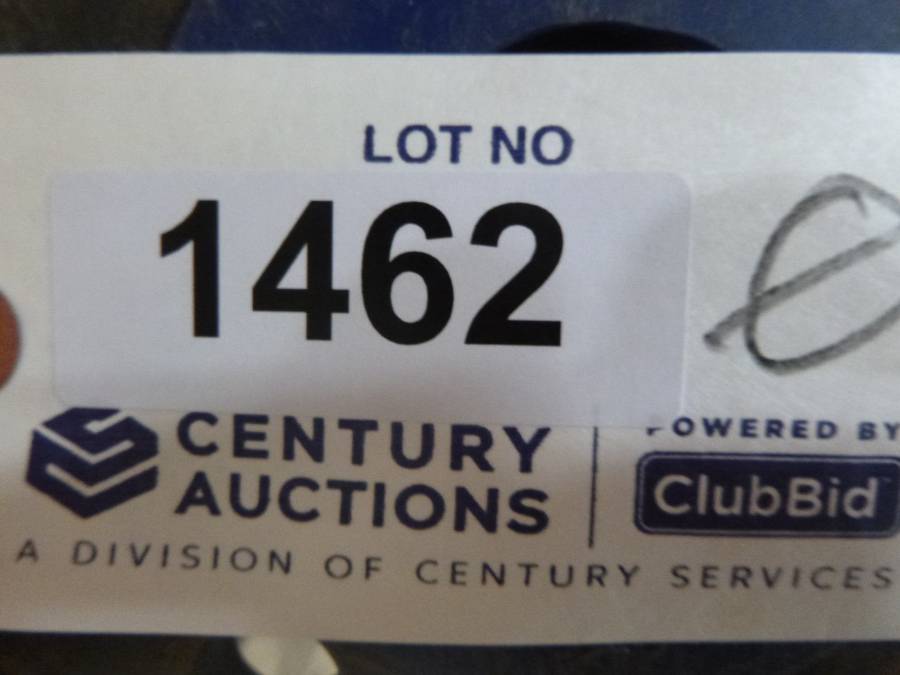 LOT NO
1462
CENTURY
AUCTIONS
POWERED BY
ClubBid
A DIVISION OF CENTURY SERVICES